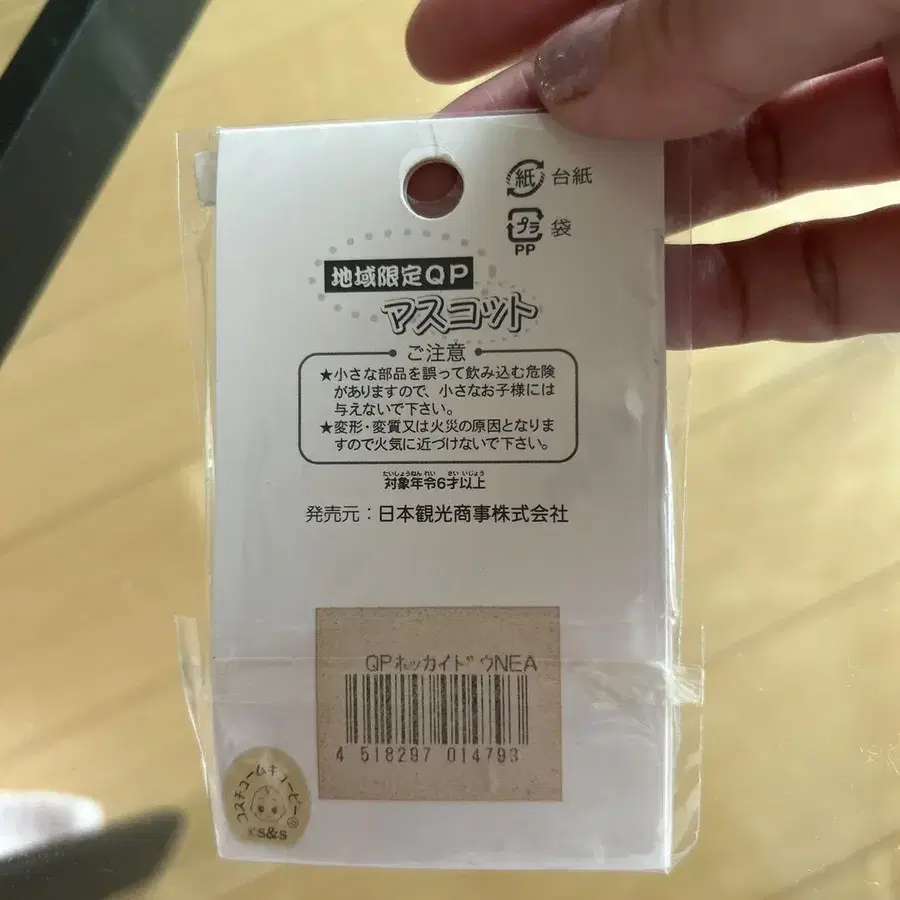 紙 台紙
プラ 袋
PP
地域限定QP
マスコット
ご注意
★小さな部品を誤って飲み込む危険
がありますので、小さなお子様には
与えないで下さい。
★変形・変質又は火災の原因となりま
すので火気に近づけないで下さい。
たいしょうねんれい さいいじょう
対象年令6才以上
発売元：日本観光商事株式会社
QPホッカイドウNEA
4 518297 014793
コスチュームキューピー
©s&s